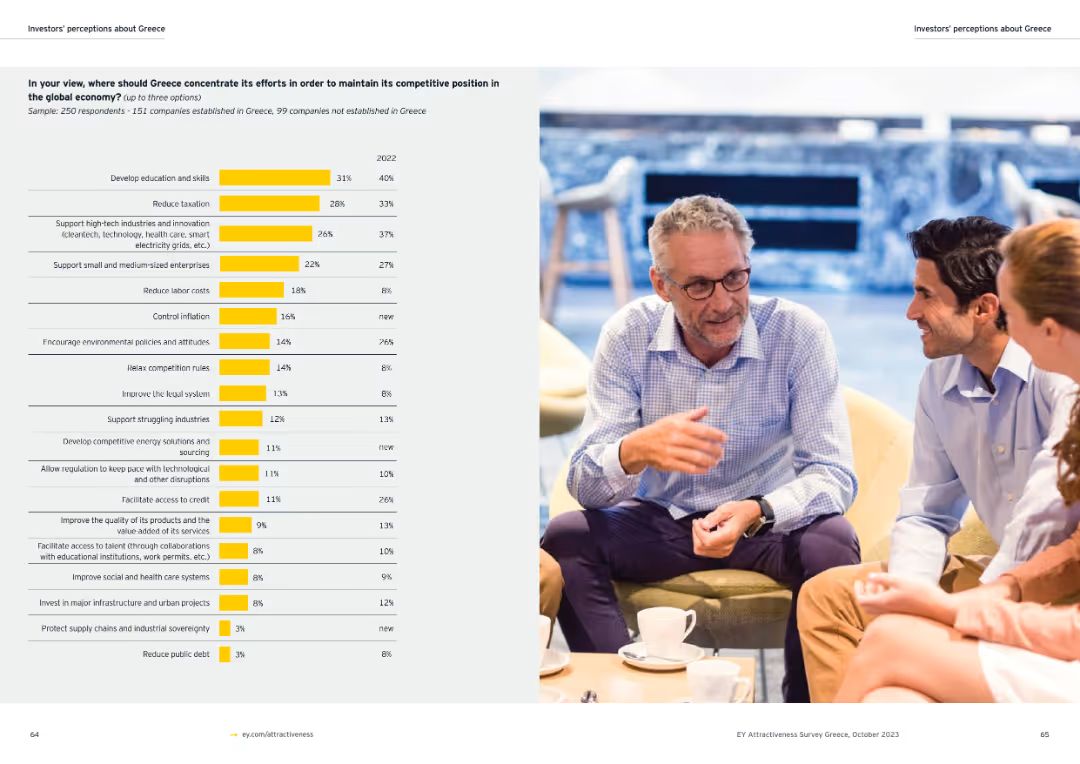 Investors' perceptions about Greece
Investors' perceptions about Greece
In your view, where should Greece concentrate its efforts in order to maintain its competitive position in
the global economy? (up to three options)
Sample: 250 respondents - 151 companies established in Greece, 99 companies not established in Greece
2022
Develop education and skills 31% 40%
Reduce taxation 28% 33%
Support high-tech industries and innovation
(cleantech, technology, health care, smart
electricity grids, etc.) 26% 37%
Support small and medium-sized enterprises 22% 27%
Reduce labor costs 18% 8%
Control inflation 16% new
Encourage environmental policies and attitudes 14% 26%
Relax competition rules 14% 8%
Improve the legal system 13% 8%
Support struggling industries 12% 13%
Develop competitive energy solutions and
sourcing 11% new
Allow regulation to keep pace with technological
and other disruptions 11% 10%
Facilitate access to credit 11% 26%
Improve the quality of its products and the
value-added of its services 9% 13%
Facilitate access to talent (through collaborations
with educational institutions, work permits, etc.) 8% 10%
Improve social and health care systems 8% 9%
Invest in major infrastructure and urban projects 8% 12%
Protect supply chains and industrial sovereignty 3% new
Reduce public debt 3% 8%
64
ey.com/attractiveness
EY Attractiveness Survey Greece, October 2023
65